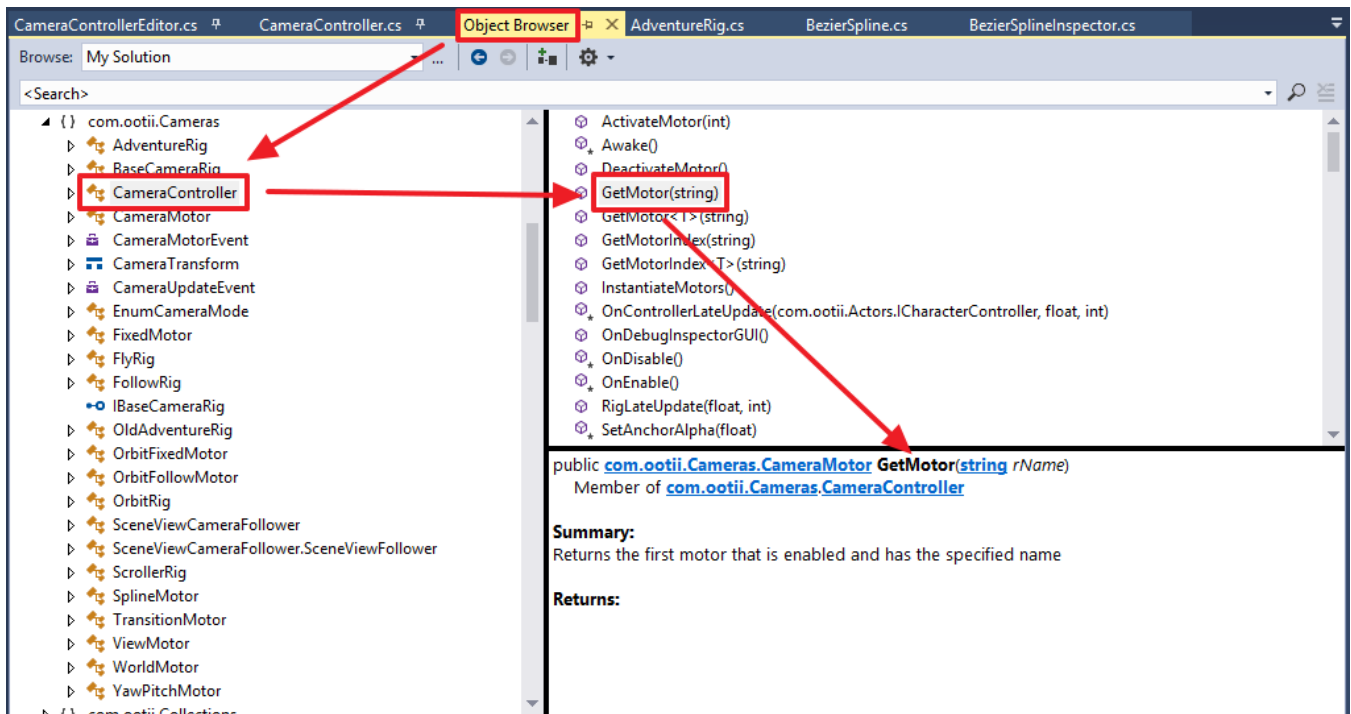 CameraControllerEditor.cs CameraController.cs Object Browser AdventureRig.cs BezierSpline.cs BezierSplineInspector.cs
Browse: My Solution ...
<Search>
{ } com.ootii.Cameras
AdventureRig
BaseCameraRig
CameraController
CameraMotor
CameraMotorEvent
CameraTransform
CameraUpdateEvent
EnumCameraMode
FixedMotor
FlyRig
FollowRig
IBaseCameraRig
OldAdventureRig
OrbitFixedMotor
OrbitFollowMotor
OrbitRig
SceneViewCameraFollower
SceneViewCameraFollower.SceneViewFollower
ScrollerRig
SplineMotor
TransitionMotor
ViewMotor
WorldMotor
YawPitchMotor
{ } com.ootii.Collections
ActivateMotor(int)
Awake()
DeactivateMotor()
GetMotor(string)
GetMotor<T>(string)
GetMotorIndex(string)
GetMotorIndex<T>(string)
InstantiateMotors()
OnControllerLateUpdate(com.ootii.Actors.ICharacterController, float, int)
OnDebugInspectorGUI()
OnDisable()
OnEnable()
RigLateUpdate(float, int)
SetAnchorAlpha(float)
public com.ootii.Cameras.CameraMotor GetMotor(string rName)
Member of com.ootii.Cameras.CameraController
Summary:
Returns the first motor that is enabled and has the specified name
Returns: